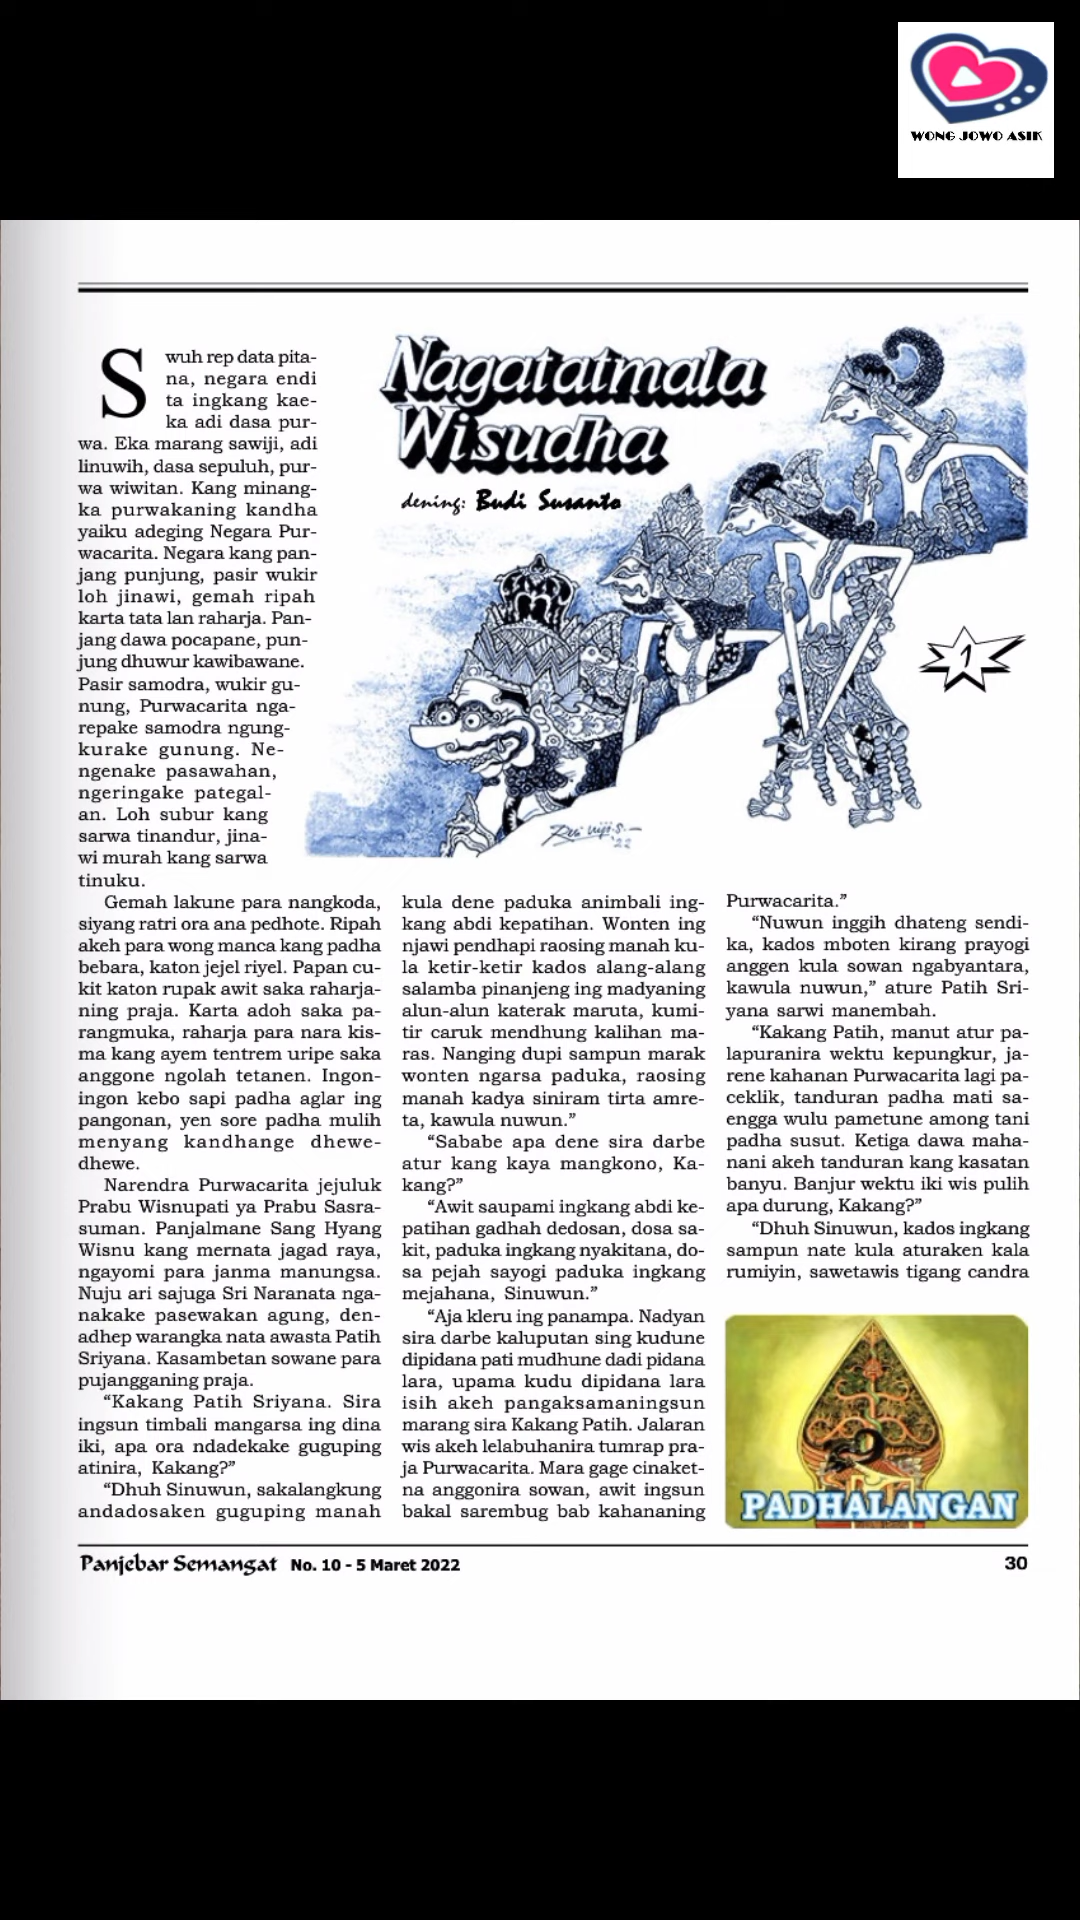 WONG JOWO ASIK
Nagatatmala
Wisudha
dening: Budi Susanto
1
Swuh rep data pita-
na, negara endi
ta ingkang kae-
ka adi dasa pur-
wa. Eka marang sawiji, adi
linuwih, dasa sepuluh, pur-
wa wiwitan. Kang minang-
ka purwakaning kandha
yaiku adeging Negara Pur-
wacarita. Negara kang pan-
jang punjung, pasir wukir
loh jinawi, gemah ripah
karta tata lan raharja. Pan-
jang dawa pocapane, pun-
jung dhuwur kawibawane.
Pasir samodra, wukir gu-
nung, Purwacarita nga-
repake samodra ngung-
kurake gunung. Ne-
ngenake pasawahan,
ngeringake pategal-
an. Loh subur kang
sarwa tinandur, jina-
wi murah kang sarwa
tinuku.
Gemah lakune para nangkoda,
siyang ratri ora ana pedhote. Ripah
akeh para wong manca kang padha
bebara, katon jejel riyel. Papan cu-
kit katon rupak awit saka raharja-
ning praja. Karta adoh saka pa-
rangmuka, raharja para nara kis-
ma kang ayem tentrem uripe saka
anggone ngolah tetanen. Ingon-
ingon kebo sapi padha aglar ing
pangonan, yen sore padha mulih
menyang kandhange dhewe-
dhewe.
Narendra Purwacarita jejuluk
Prabu Wisnupati ya Prabu Sasra-
suman. Panjalmane Sang Hyang
Wisnu kang mernata jagad raya,
ngayomi para janma manungsa.
Nuju ari sajuga Sri Naranata nga-
nakake pasewakan agung, den-
adhep warangka nata awasta Patih
Sriyana. Kasambetan sowane para
pujangganing praja.
“Kakang Patih Sriyana. Sira
ingsun timbali mangarsa ing dina
iki, apa ora ndadekake guguping
atinira, Kakang?”
“Dhuh Sinuwun, sakalangkung
andadosaken guguping manah
kula dene paduka animbali ing-
kang abdi kepatihan. Wonten ing
njawi pendhapi raosing manah ku-
la ketir-ketir kados alang-alang
salamba pinanjeng ing madyaning
alun-alun katerak maruta, kumi-
tir caruk mendhung kalihan ma-
ras. Nanging dupi sampun marak
wonten ngarsa paduka, raosing
manah kadya siniram tirta amre-
ta, kawula nuwun.”
“Sababe apa dene sira darbe
atur kang kaya mangkono, Ka-
kang?”
“Awit saupami ingkang abdi ke-
patihan gadhah dedosan, dosa sa-
kit, paduka ingkang nyakitana, do-
sa pejah sayogi paduka ingkang
mejahana, Sinuwun.”
“Aja kleru ing panampa. Nadyan
sira darbe kaluputan sing kudune
dipidana pati mudhune dadi pidana
lara, upama kudu dipidana lara
isih akeh pangaksamaningsun
marang sira Kakang Patih. Jalaran
wis akeh lelabuhanira tumrap pra-
ja Purwacarita. Mara gage cinaket-
na anggonira sowan, awit ingsun
bakal sarembug bab kahananing
Purwacarita.”
“Nuwun inggih dhateng sendi-
ka, kados mboten kirang prayogi
anggen kula sowan ngabyantara,
kawula nuwun,” ature Patih Sri-
yana sarwi manembah.
“Kakang Patih, manut atur pa-
lapuranira wektu kepungkur, ja-
rene kahanan Purwacarita lagi pa-
ceklik, tanduran padha mati sa-
engga wulu pametune among tani
padha susut. Ketiga dawa maha-
nani akeh tanduran kang kasatan
banyu. Banjur wektu iki wis pulih
apa durung, Kakang?”
“Dhuh Sinuwun, kados ingkang
sampun nate kula aturaken kala
rumiyin, sawetawis tigang candra
PADHALANGAN
Panjebar Semangat No. 10 - 5 Maret 2022
30